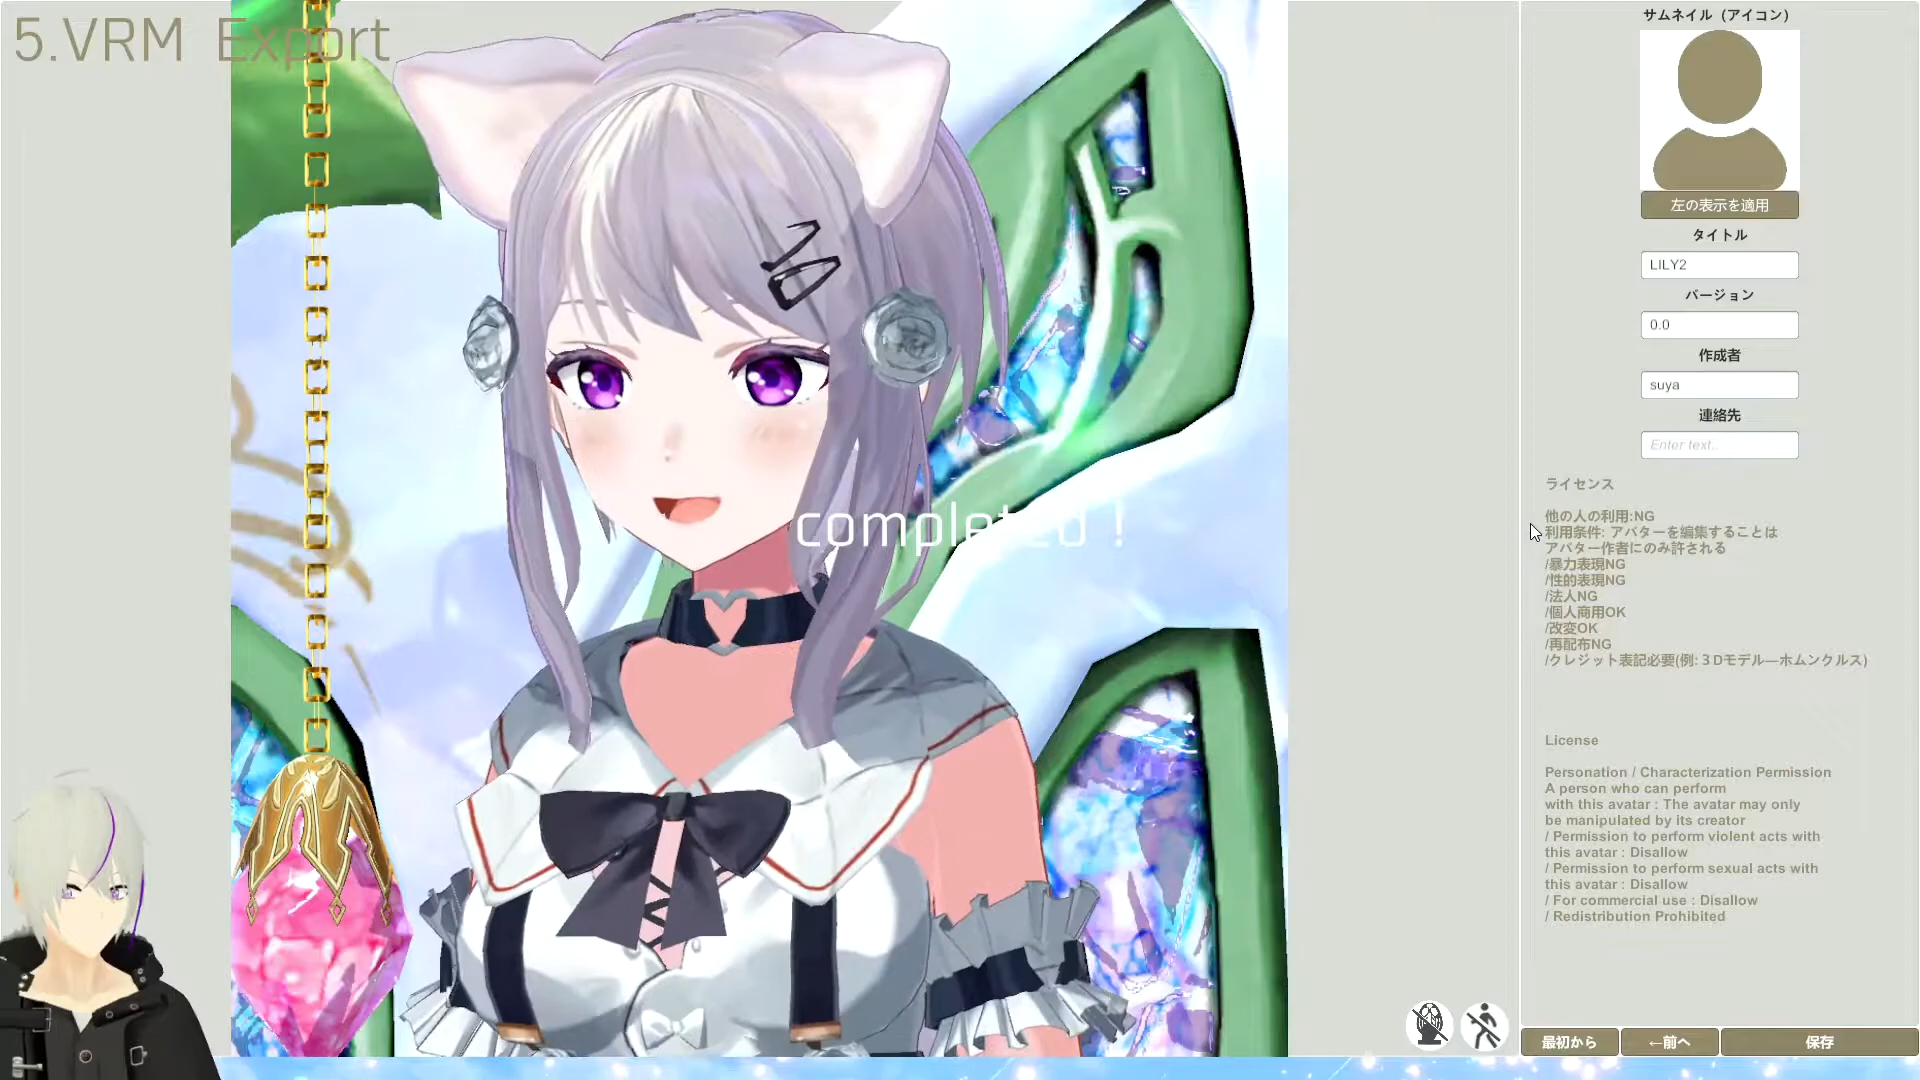 5.VRM Export
completed !
サムネイル（アイコン）
左の表示を適用
タイトル
LILY2
バージョン
0.0
作成者
suya
連絡先
Enter text..
ライセンス
他の人の利用:NG
利用条件: アバターを編集することは
アバター作者にのみ許される
/暴力表現NG
/性的表現NG
/法人NG
/個人商用OK
/改変OK
/再配布NG
/クレジット表記必要(例:３Dモデル―ホムンクルス)
License
Personation / Characterization Permission
A person who can perform
with this avatar : The avatar may only
be manipulated by its creator
/ Permission to perform violent acts with
this avatar : Disallow
/ Permission to perform sexual acts with
this avatar : Disallow
/ For commercial use : Disallow
/ Redistribution Prohibited
最初から
←前へ
保存